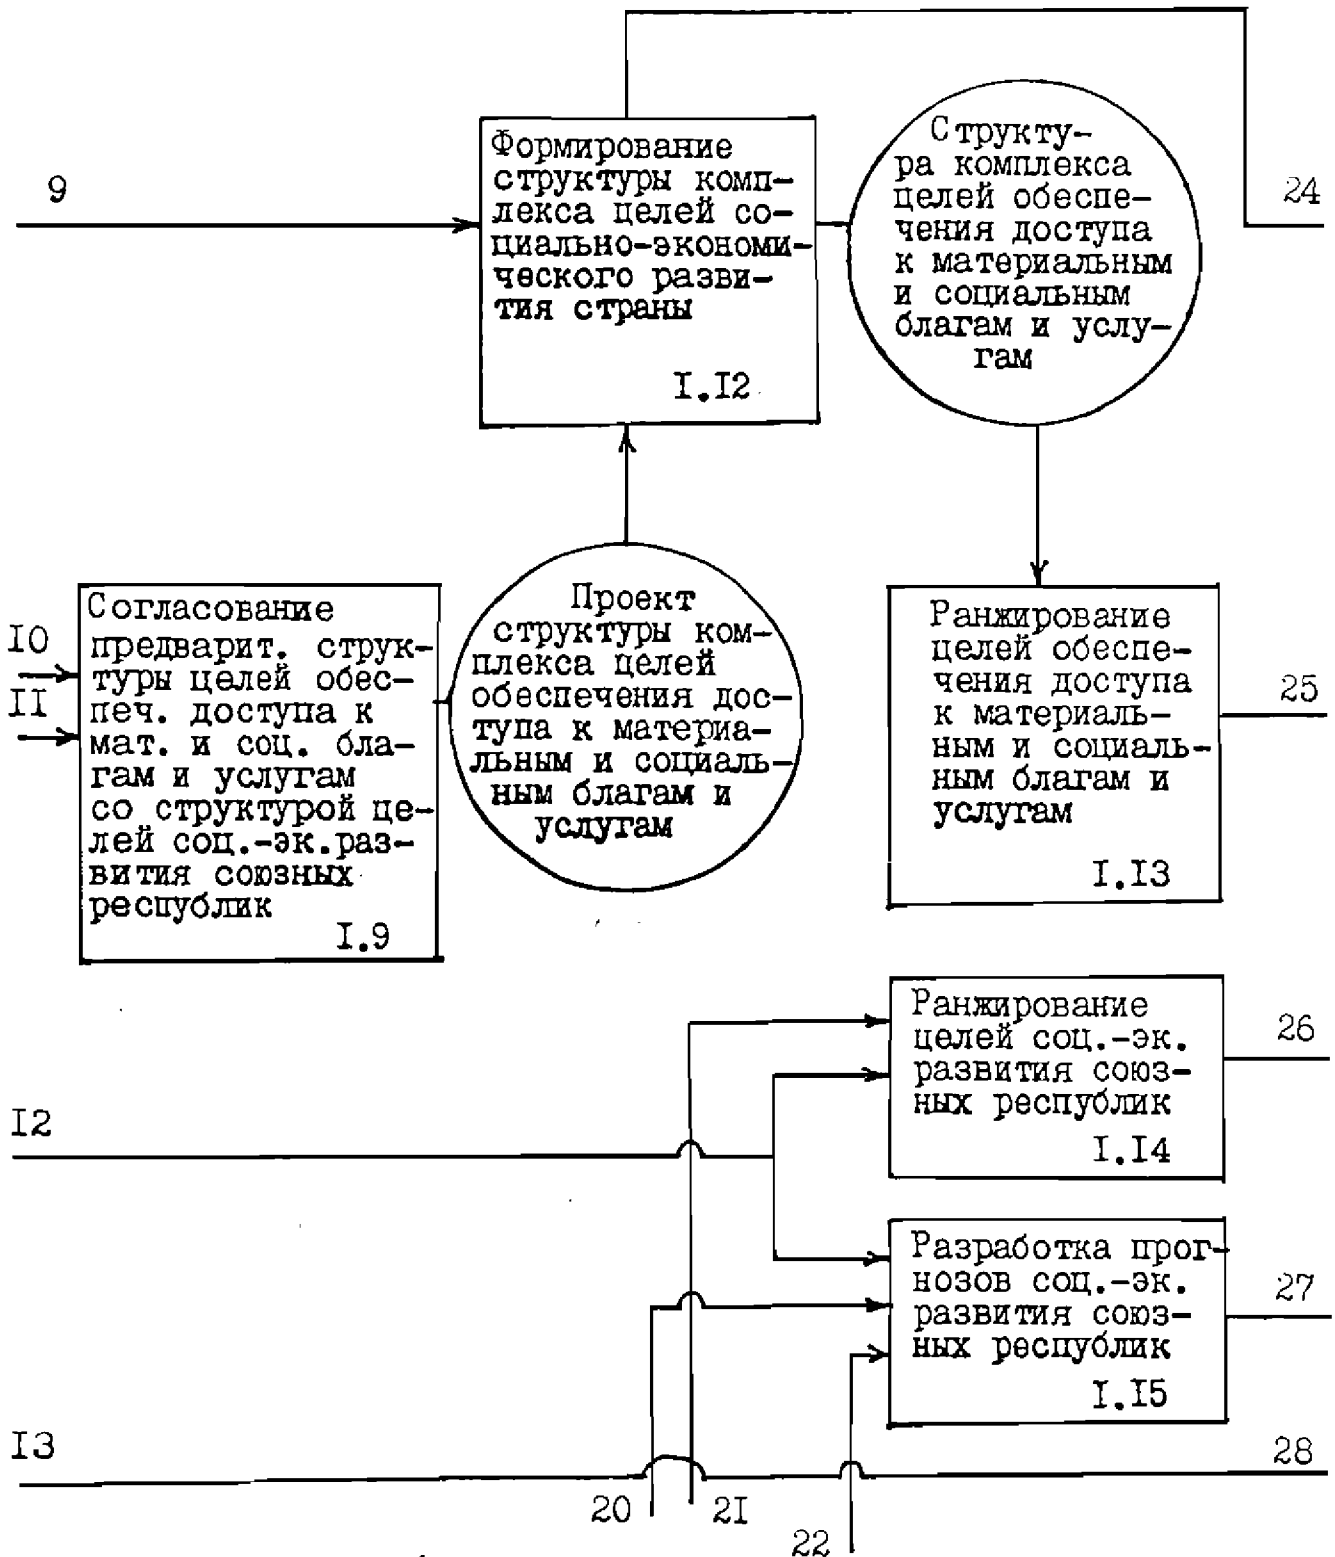 9
Формирование
структуры комп-
лекса целей со-
циально-экономи-
ческого разви-
тия страны
I.I2
Структу-
ра комплекса
целей обеспе-
чения доступа
к материальным
и социальным
благам и услу-
гам
24
IO
II
Согласование
предварит. струк-
туры целей обес-
печ. доступа к
мат. и соц. бла-
гам и услугам
со структурой це-
лей соц.-эк.раз-
вития союзных
республик
I.9
Проект
структуры ком-
плекса целей
обеспечения дос-
тупа к материа-
льным и социаль-
ным благам и
услугам
Ранжирование
целей обеспе-
чения доступа
к материаль-
ным и социаль-
ным благам и
услугам
I.I3
25
Ранжирование
целей соц.-эк.
развития союз-
ных республик
I.I4
26
I2
Разработка прог-
нозов соц.-эк.
развития союз-
ных республик
I.I5
27
I3
28
20
2I
22